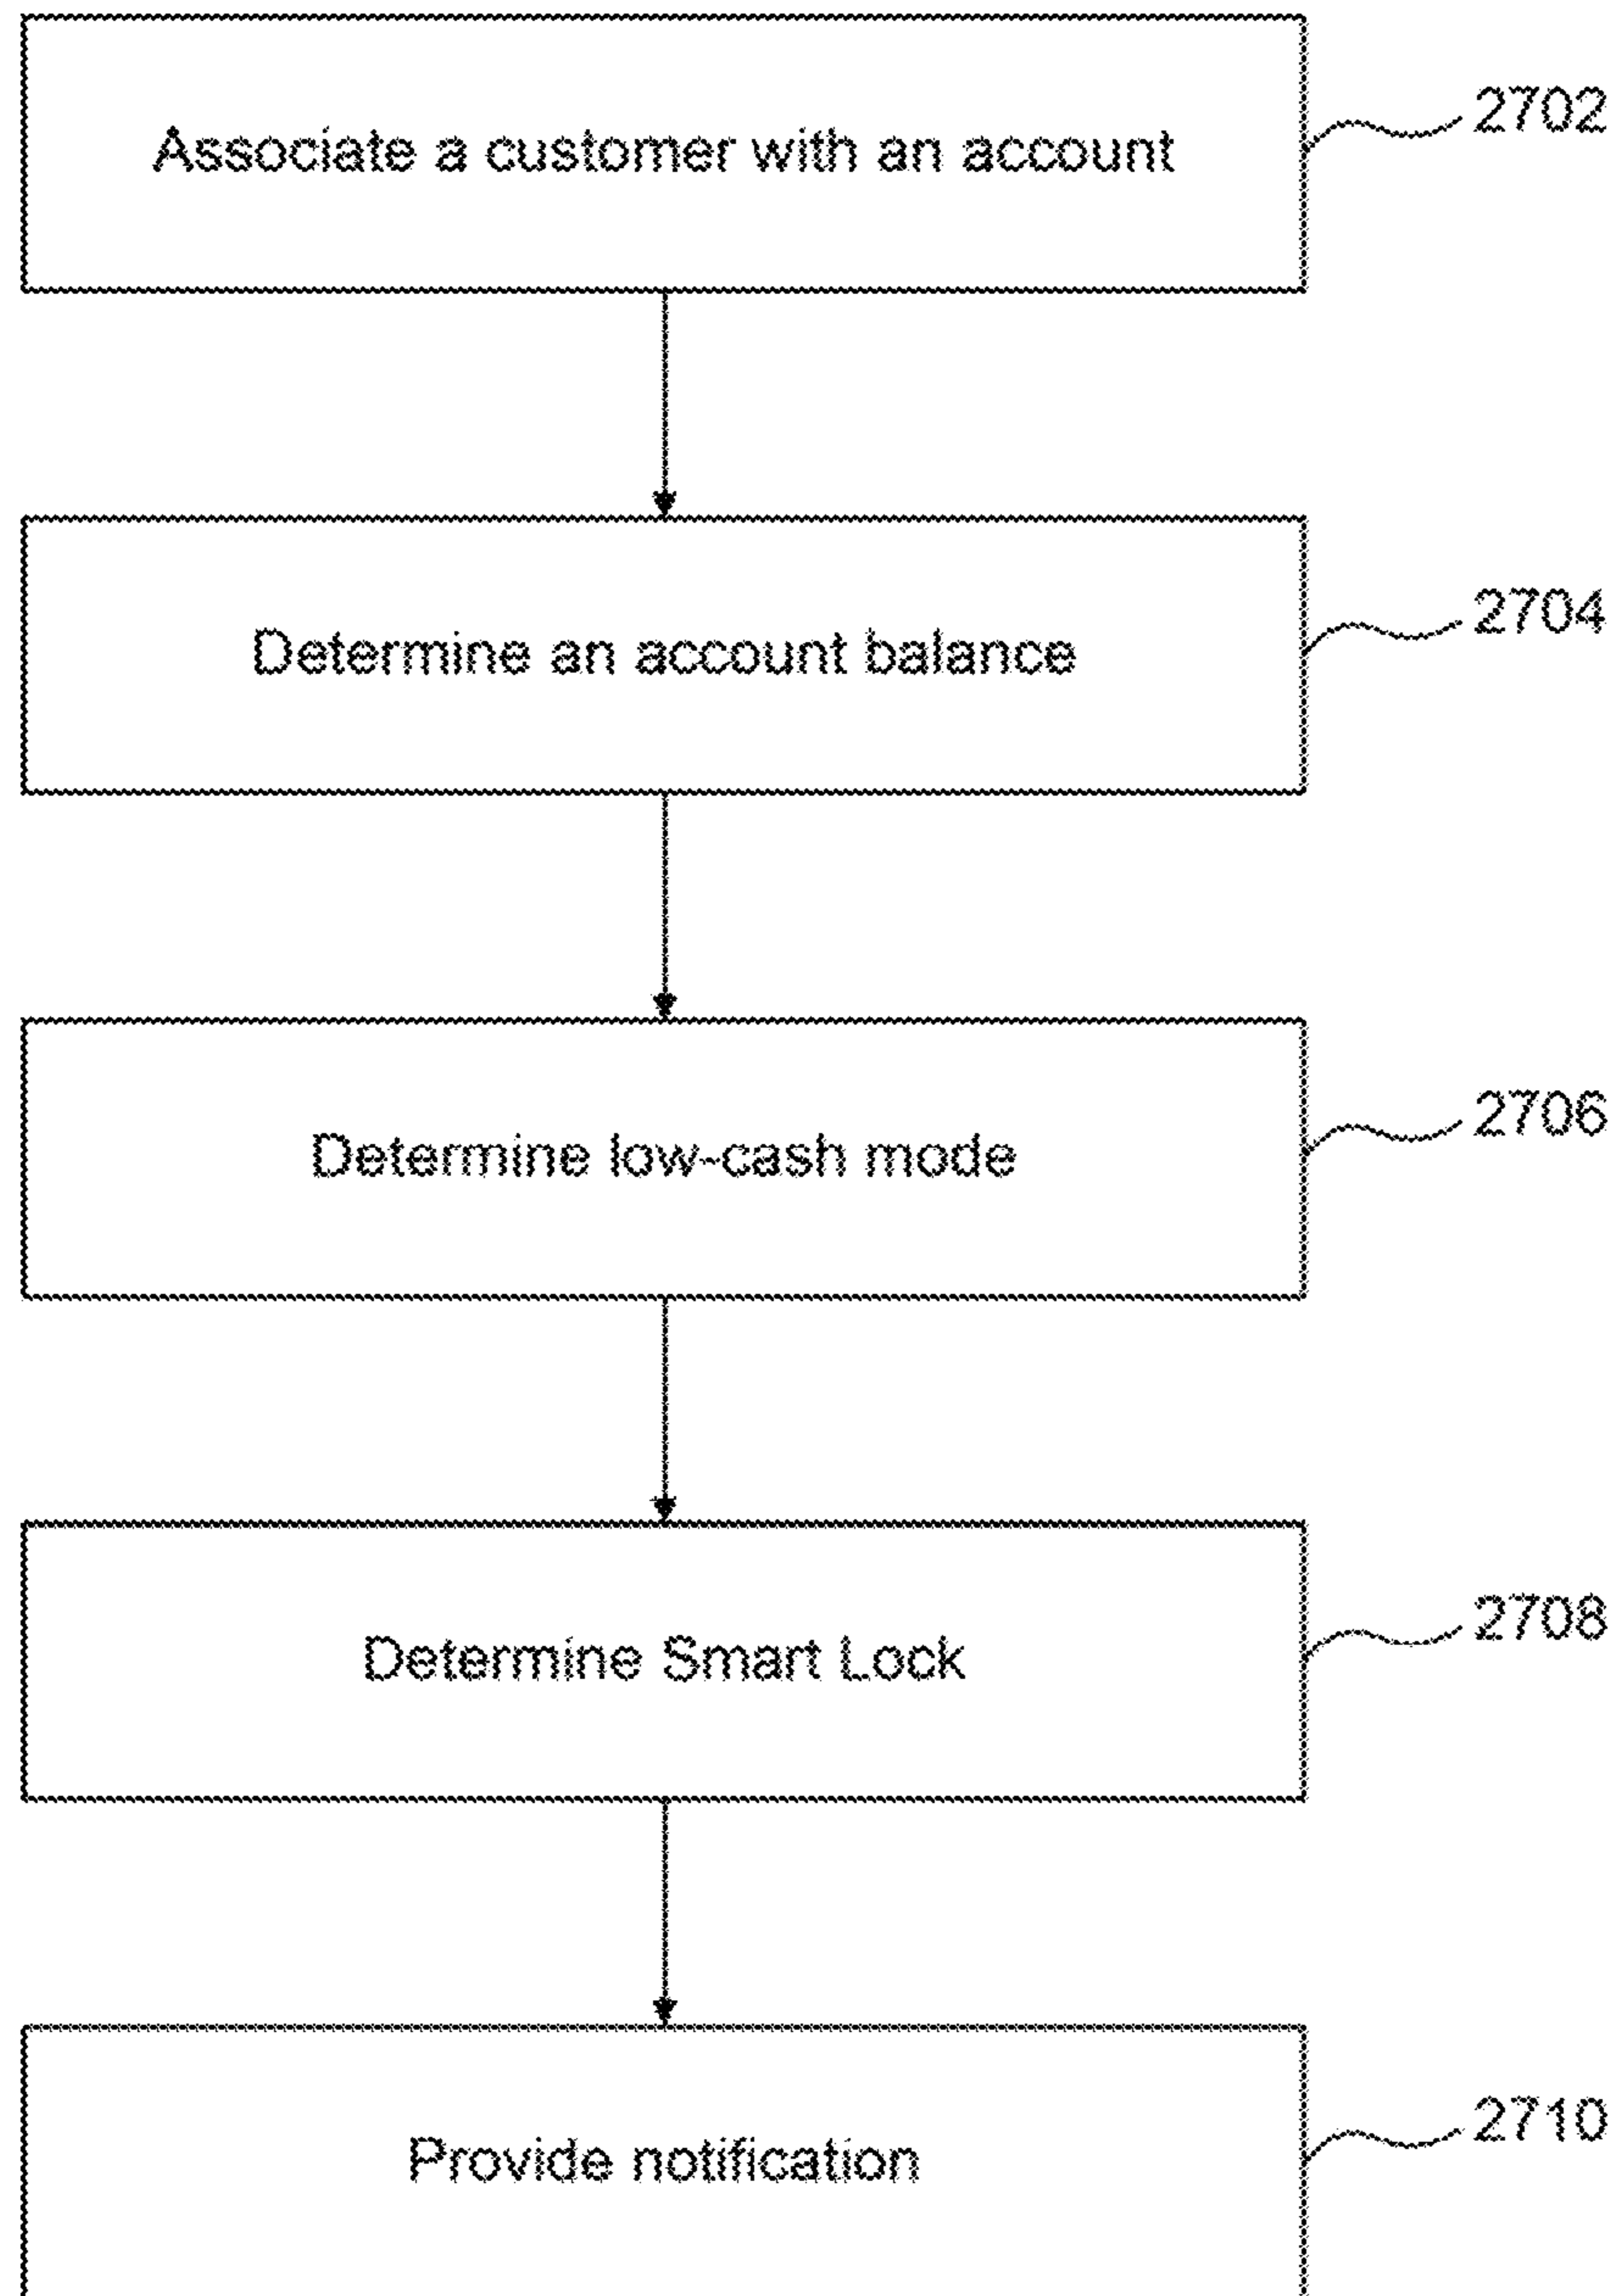 Associate a customer with an account
2702
Determine an account balance
2704
Determine low-cash mode
2706
Determine Smart Lock
2708
Provide notification
2710